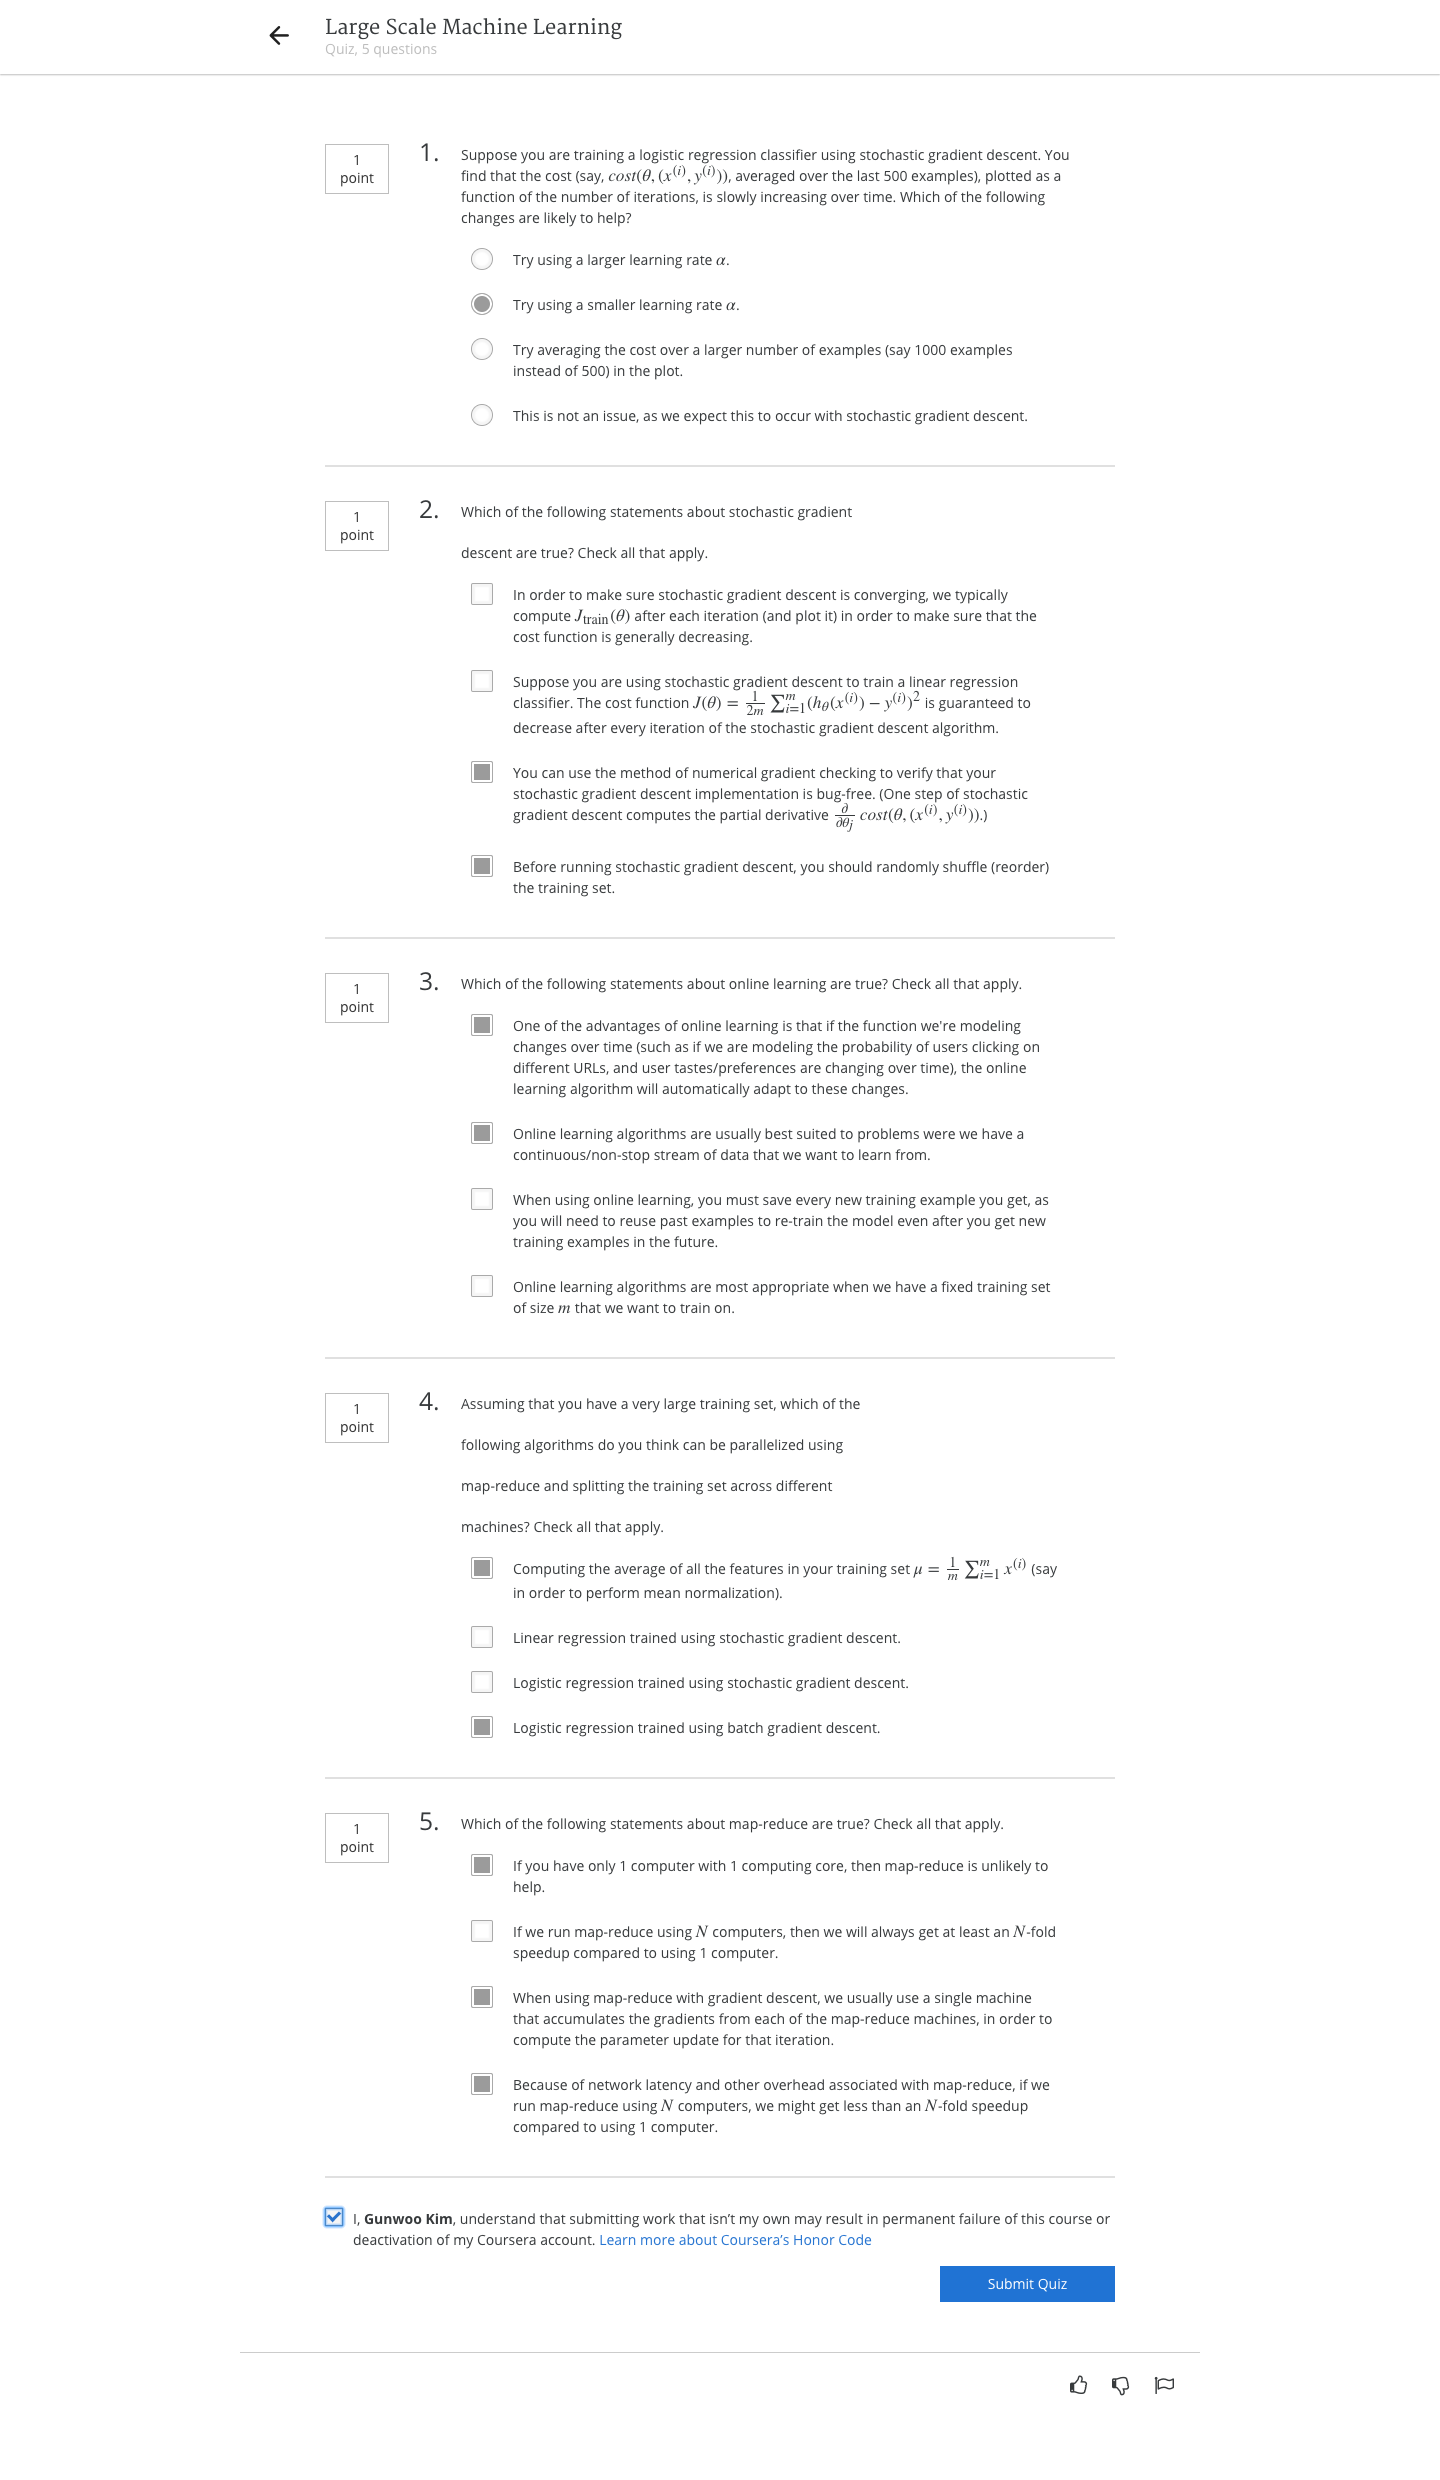 Large Scale Machine Learning
Quiz, 5 questions
1
point
1.
Suppose you are training a logistic regression classifier using stochastic gradient descent. You
find that the cost (say, cost(θ, (x^(i), y^(i))), averaged over the last 500 examples), plotted as a
function of the number of iterations, is slowly increasing over time. Which of the following
changes are likely to help?
Try using a larger learning rate α.
Try using a smaller learning rate α.
Try averaging the cost over a larger number of examples (say 1000 examples
instead of 500) in the plot.
This is not an issue, as we expect this to occur with stochastic gradient descent.
1
point
2.
Which of the following statements about stochastic gradient
descent are true? Check all that apply.
In order to make sure stochastic gradient descent is converging, we typically
compute J_train(θ) after each iteration (and plot it) in order to make sure that the
cost function is generally decreasing.
Suppose you are using stochastic gradient descent to train a linear regression
classifier. The cost function J(θ) = 1/2m ∑_{i=1}^m (h_θ(x^(i)) − y^(i))^2 is guaranteed to
decrease after every iteration of the stochastic gradient descent algorithm.
You can use the method of numerical gradient checking to verify that your
stochastic gradient descent implementation is bug-free. (One step of stochastic
gradient descent computes the partial derivative ∂/∂θ_j cost(θ, (x^(i), y^(i))).)
Before running stochastic gradient descent, you should randomly shuffle (reorder)
the training set.
1
point
3.
Which of the following statements about online learning are true? Check all that apply.
One of the advantages of online learning is that if the function we're modeling
changes over time (such as if we are modeling the probability of users clicking on
different URLs, and user tastes/preferences are changing over time), the online
learning algorithm will automatically adapt to these changes.
Online learning algorithms are usually best suited to problems were we have a
continuous/non-stop stream of data that we want to learn from.
When using online learning, you must save every new training example you get, as
you will need to reuse past examples to re-train the model even after you get new
training examples in the future.
Online learning algorithms are most appropriate when we have a fixed training set
of size m that we want to train on.
1
point
4.
Assuming that you have a very large training set, which of the
following algorithms do you think can be parallelized using
map-reduce and splitting the training set across different
machines? Check all that apply.
Computing the average of all the features in your training set μ = 1/m ∑_{i=1}^m x^(i) (say
in order to perform mean normalization).
Linear regression trained using stochastic gradient descent.
Logistic regression trained using stochastic gradient descent.
Logistic regression trained using batch gradient descent.
1
point
5.
Which of the following statements about map-reduce are true? Check all that apply.
If you have only 1 computer with 1 computing core, then map-reduce is unlikely to
help.
If we run map-reduce using N computers, then we will always get at least an N-fold
speedup compared to using 1 computer.
When using map-reduce with gradient descent, we usually use a single machine
that accumulates the gradients from each of the map-reduce machines, in order to
compute the parameter update for that iteration.
Because of network latency and other overhead associated with map-reduce, if we
run map-reduce using N computers, we might get less than an N-fold speedup
compared to using 1 computer.
I, Gunwoo Kim, understand that submitting work that isn't my own may result in permanent failure of this course or
deactivation of my Coursera account. Learn more about Coursera's Honor Code
Submit Quiz